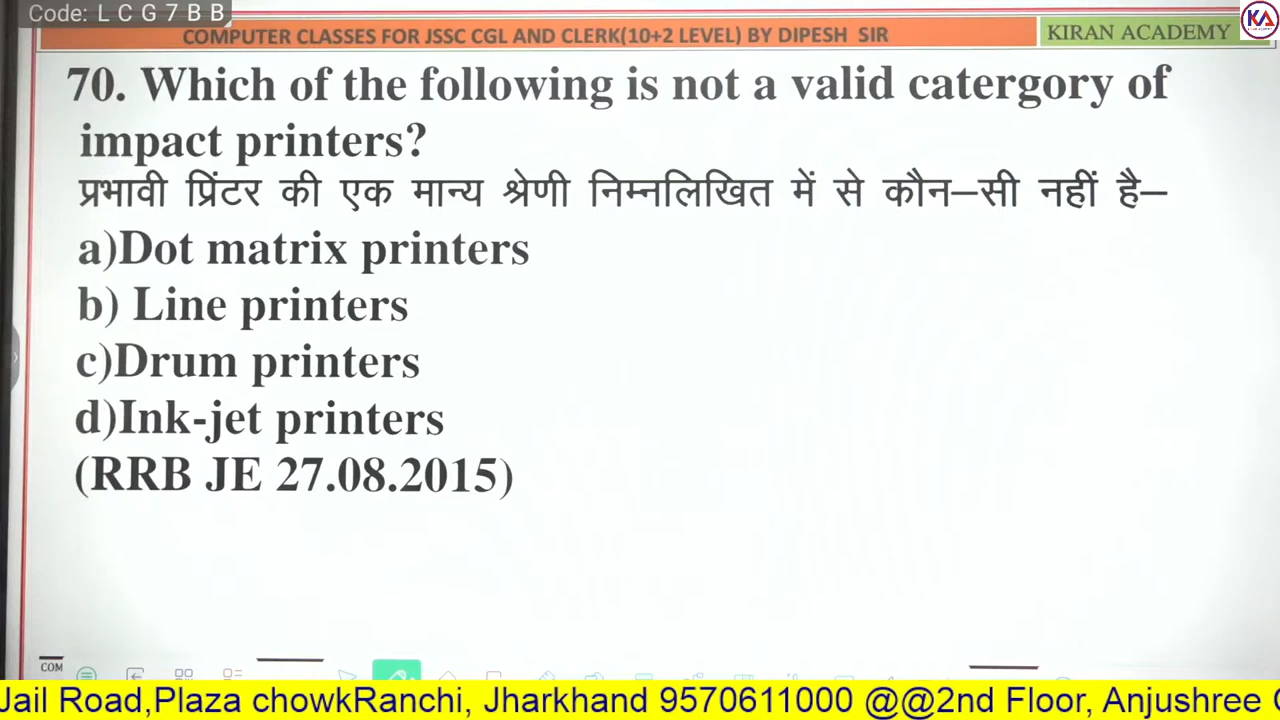 Code: L C G 7 B B
COMPUTER CLASSES FOR JSSC CGL AND CLERK(10+2 LEVEL) BY DIPESH SIR
KIRAN ACADEMY
KA
70. Which of the following is not a valid catergory of
impact printers?
प्रभावी प्रिंटर की एक मान्य श्रेणी निम्नलिखित में से कौन–सी नहीं है–
a)Dot matrix printers
b) Line printers
c)Drum printers
d)Ink-jet printers
(RRB JE 27.08.2015)
COM
Jail Road,Plaza chowkRanchi, Jharkhand 9570611000 @@2nd Floor, Anjushree